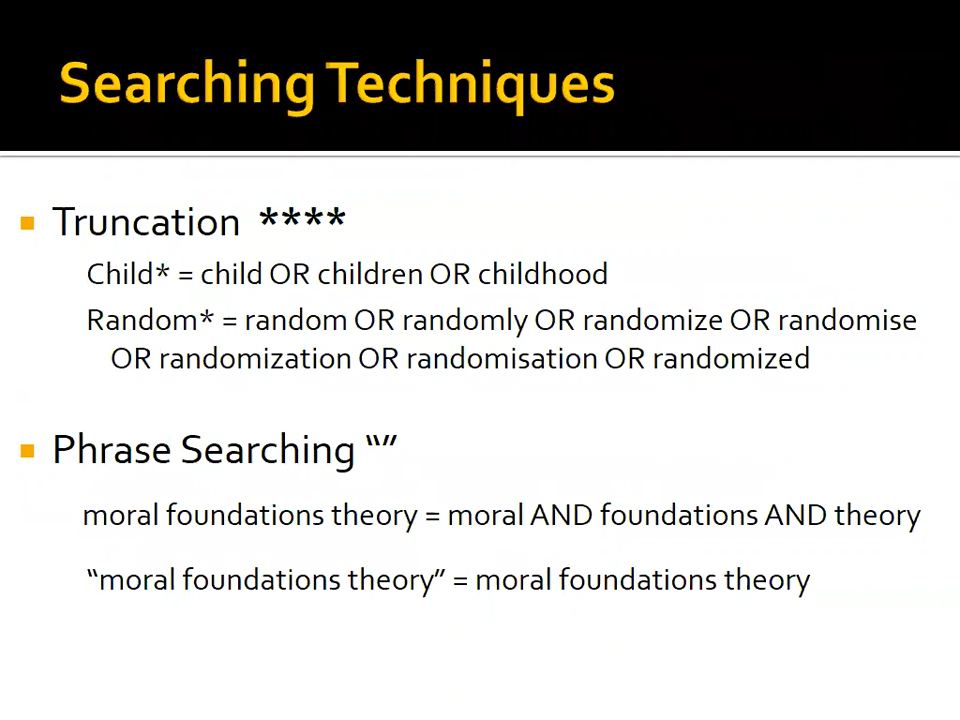 Searching Techniques
Truncation ****
Child* = child OR children OR childhood
Random* = random OR randomly OR randomize OR randomise
OR randomization OR randomisation OR randomized
Phrase Searching “”
moral foundations theory = moral AND foundations AND theory
“moral foundations theory” = moral foundations theory